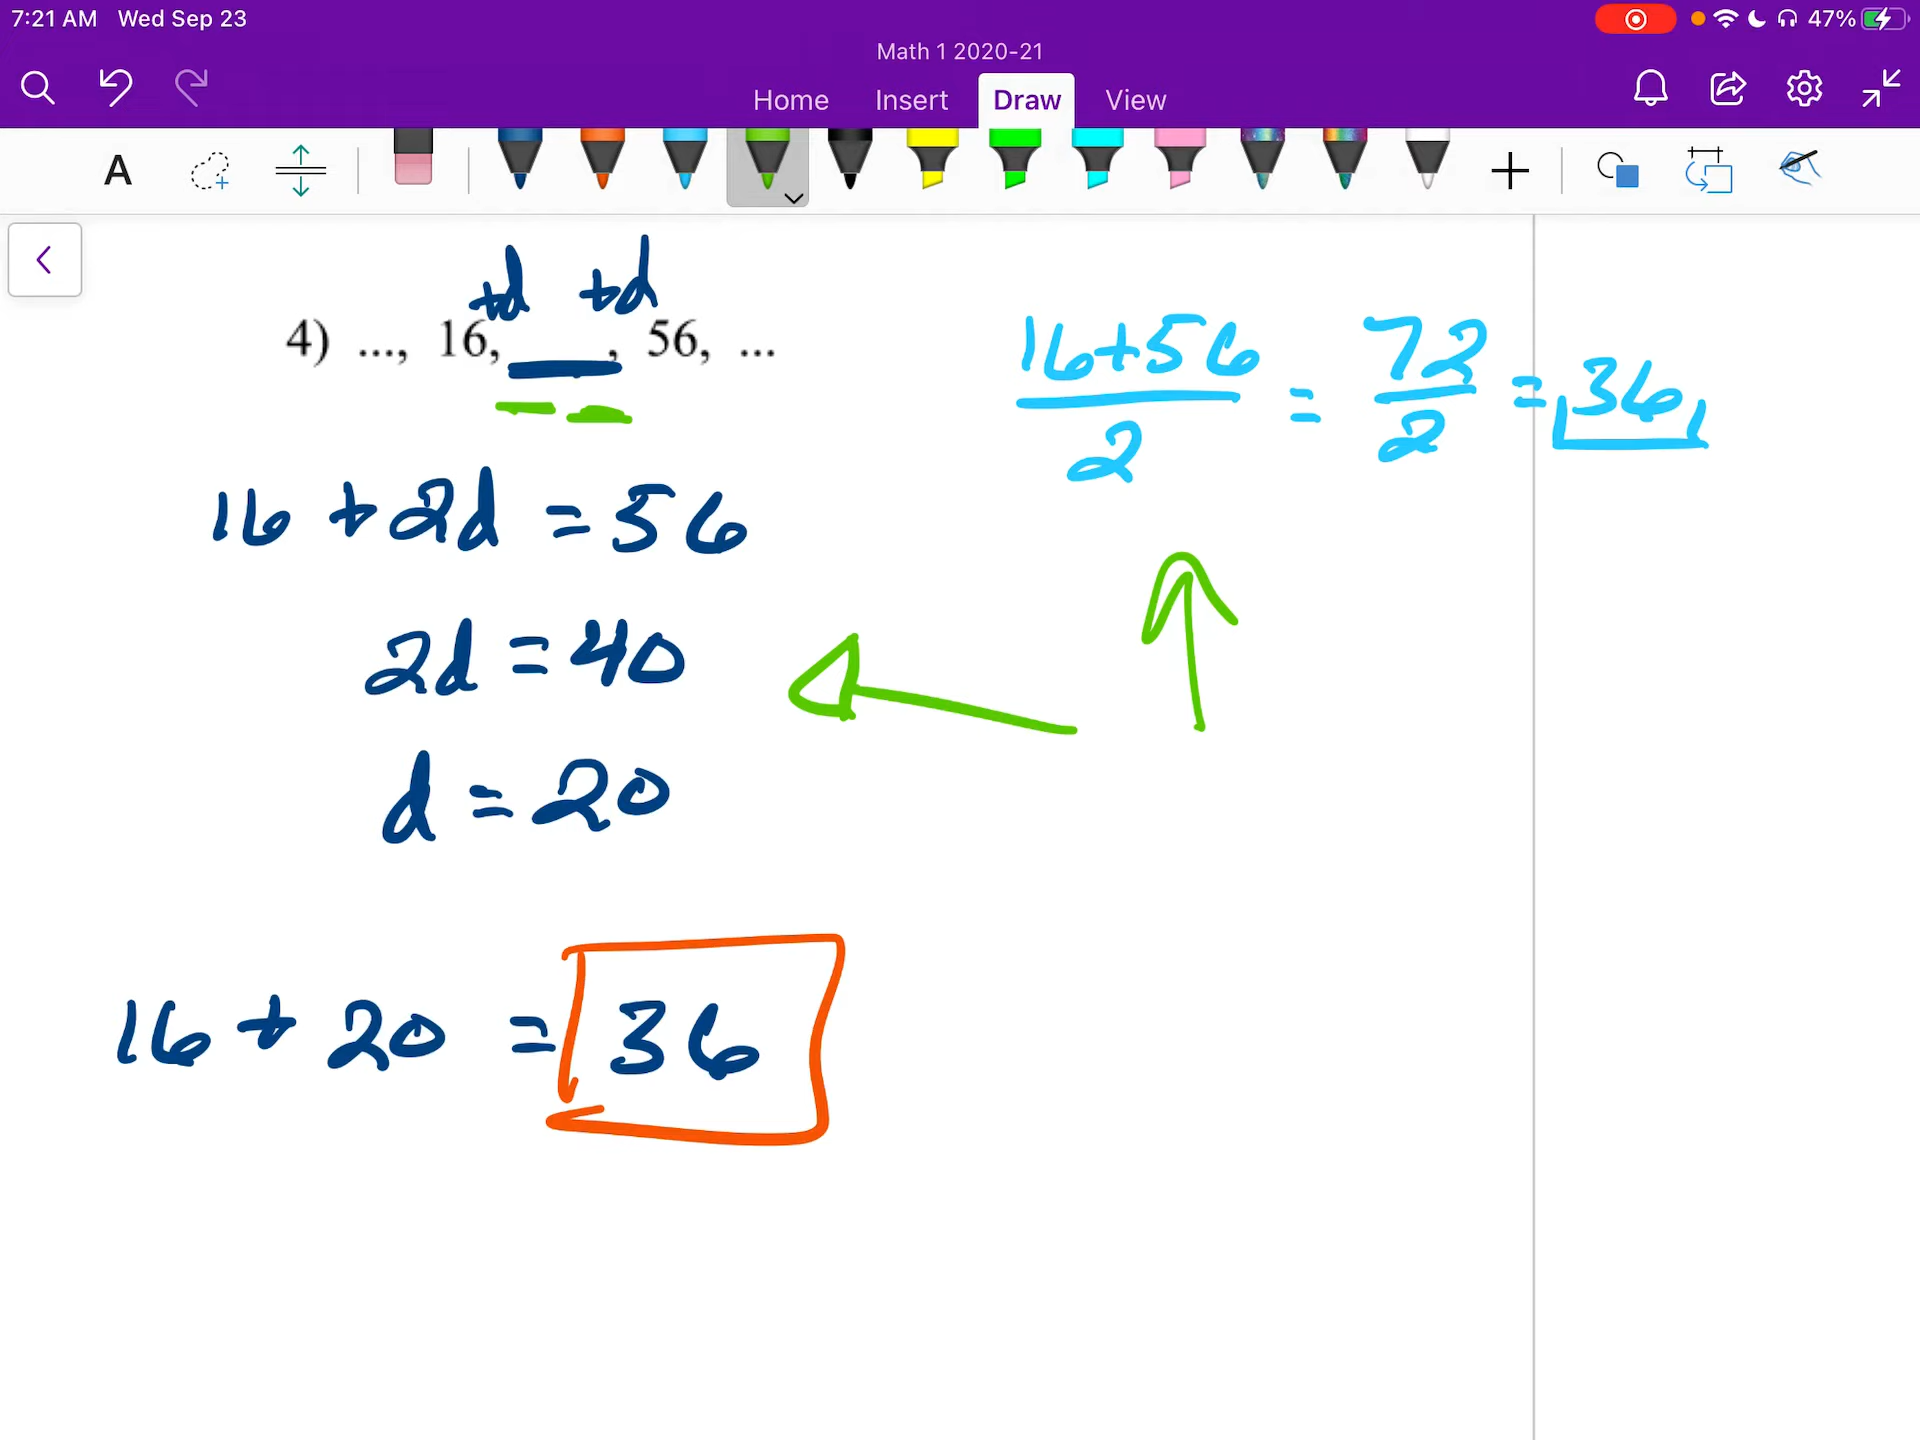 7:21 AM Wed Sep 23
47%
Math 1 2020-21
Home Insert Draw View
A
+d +d
4) ..., 16, ___, 56, ...
16+56/2 = 72/2 = 36
16 + 2d = 56
2d = 40
d = 20
16 + 20 = 36